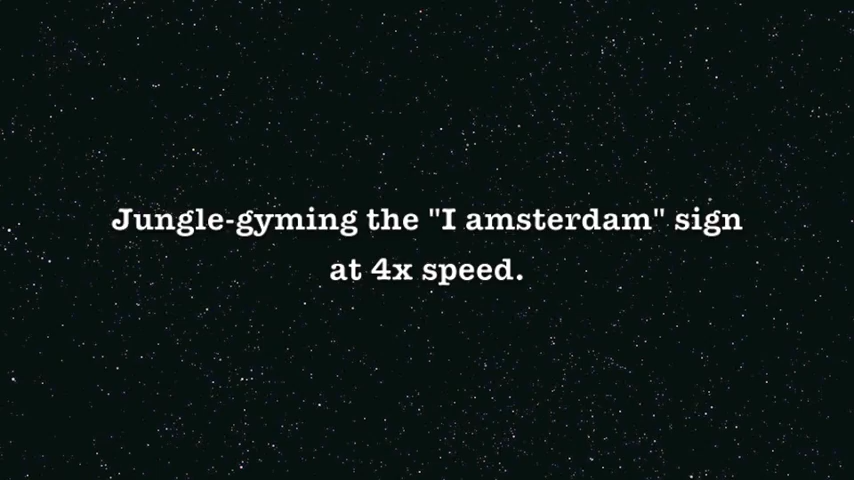 Jungle-gyming the "I amsterdam" sign
at 4x speed.